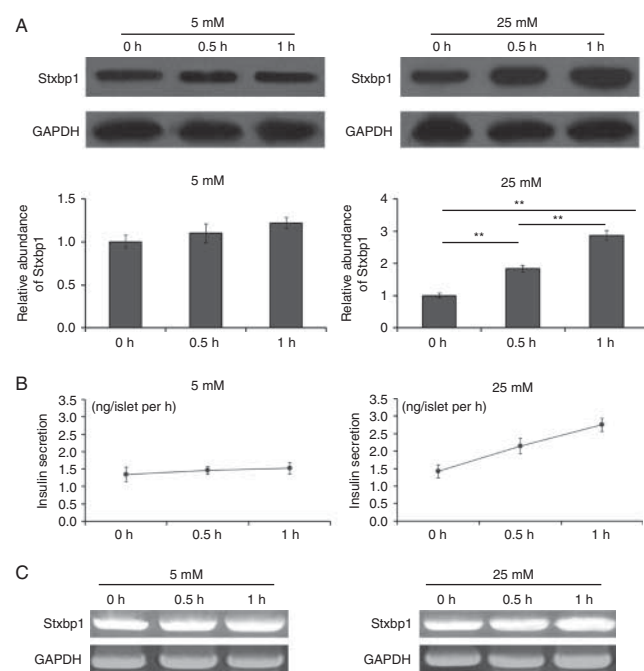 A
5 mM
25 mM
0 h 0.5 h 1 h
0 h 0.5 h 1 h
Stxbp1
Stxbp1
GAPDH
GAPDH
5 mM
25 mM
Relative abundance
of Stxbp1
1.5
1.0
0.5
0.0
0 h 0.5 h 1 h
Relative abundance
of Stxbp1
4
3
2
1
0
**
**
**
0 h 0.5 h 1 h
B
5 mM
25 mM
Insulin secretion
(ng/islet per h)
3.5
3.0
2.5
2.0
1.5
1.0
0.5
0.0
0 h 0.5 h 1 h
Insulin secretion
(ng/islet per h)
3.5
3.0
2.5
2.0
1.5
1.0
0.5
0.0
0 h 0.5 h 1 h
C
5 mM
25 mM
0 h 0.5 h 1 h
0 h 0.5 h 1 h
Stxbp1
Stxbp1
GAPDH
GAPDH